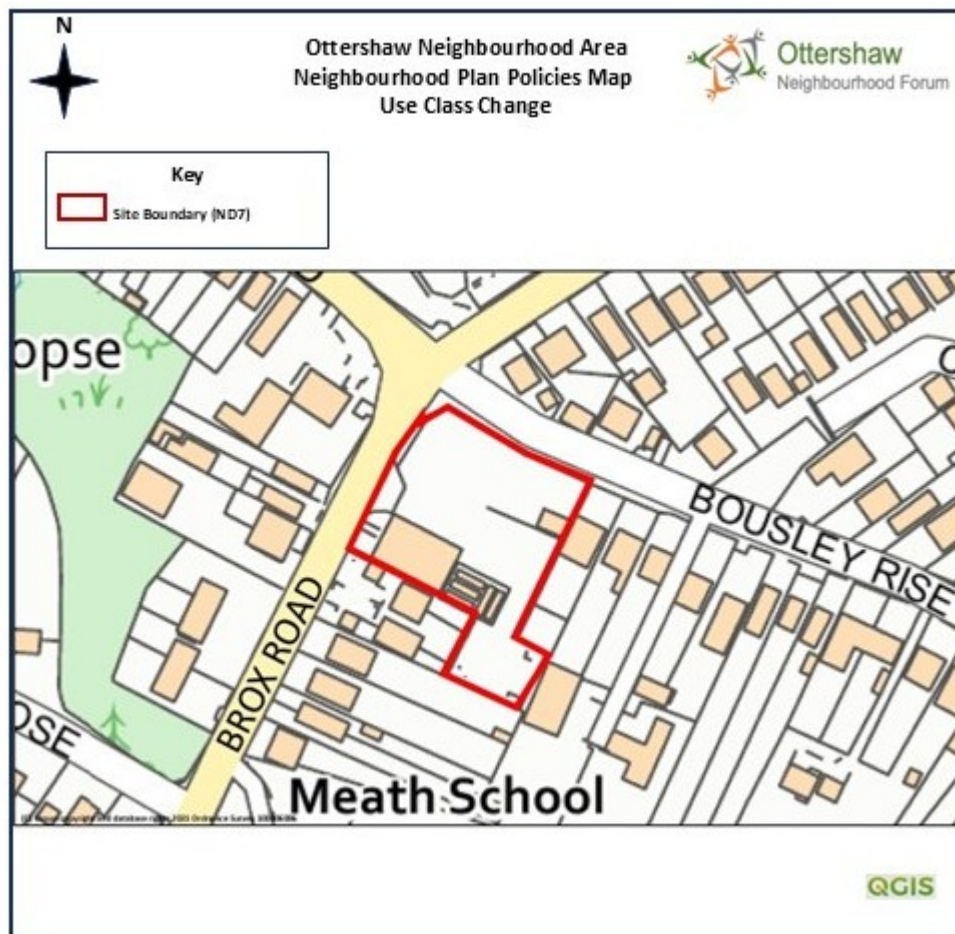 N
Ottershaw Neighbourhood Area
Neighbourhood Plan Policies Map
Use Class Change
Ottershaw
Neighbourhood Forum
Key
Site Boundary (ND7)
opse
BOUSLEY RISE
BROX ROAD
OSE
Meath School
QGIS